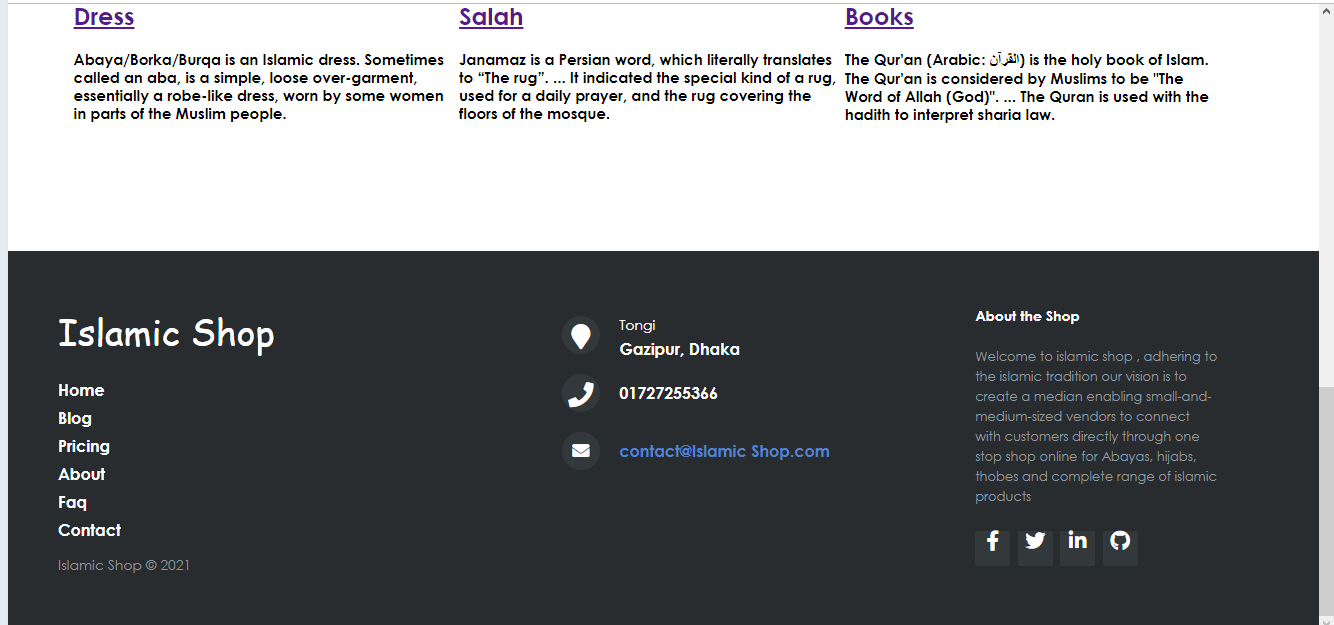 Dress
Abaya/Borka/Burqa is an Islamic dress. Sometimes
called an aba, is a simple, loose over-garment,
essentially a robe-like dress, worn by some women
in parts of the Muslim people.
Salah
Janamaz is a Persian word, which literally translates
to “The rug”. ... It indicated the special kind of a rug,
used for a daily prayer, and the rug covering the
floors of the mosque.
Books
The Qur'an (Arabic: القرآن) is the holy book of Islam.
The Qur'an is considered by Muslims to be "The
Word of Allah (God)". ... The Quran is used with the
hadith to interpret sharia law.
Islamic Shop
Home
Blog
Pricing
About
Faq
Contact
Islamic Shop © 2021
Tongi
Gazipur, Dhaka
01727255366
contact@Islamic Shop.com
About the Shop
Welcome to islamic shop , adhering to
the islamic tradition our vision is to
create a median enabling small-and-
medium-sized vendors to connect
with customers directly through one
stop shop online for Abayas, hijabs,
thobes and complete range of islamic
products